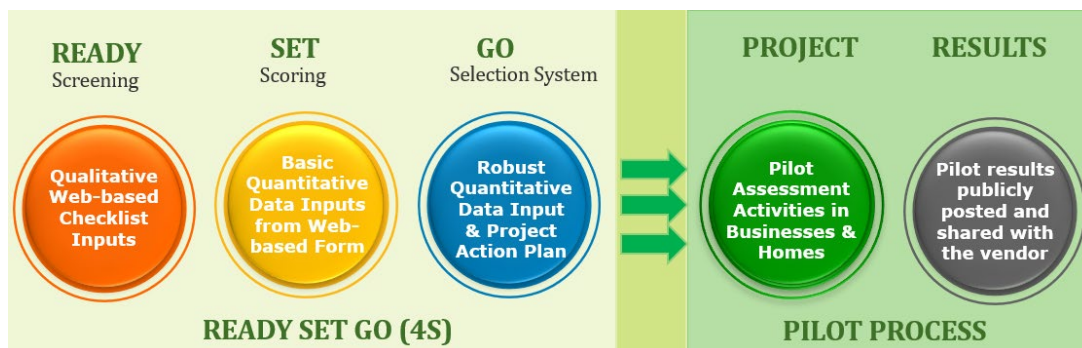 READY
Screening
SET
Scoring
GO
Selection System
PROJECT
RESULTS
Qualitative
Web-based
Checklist
Inputs
Basic
Quantitative
Data Inputs
from Web-
based Form
Robust
Quantitative
Data Input
& Project
Action Plan
Pilot
Assessment
Activities in
Businesses &
Homes
Pilot results
publicly
posted and
shared with
the vendor
READY SET GO (4S)
PILOT PROCESS